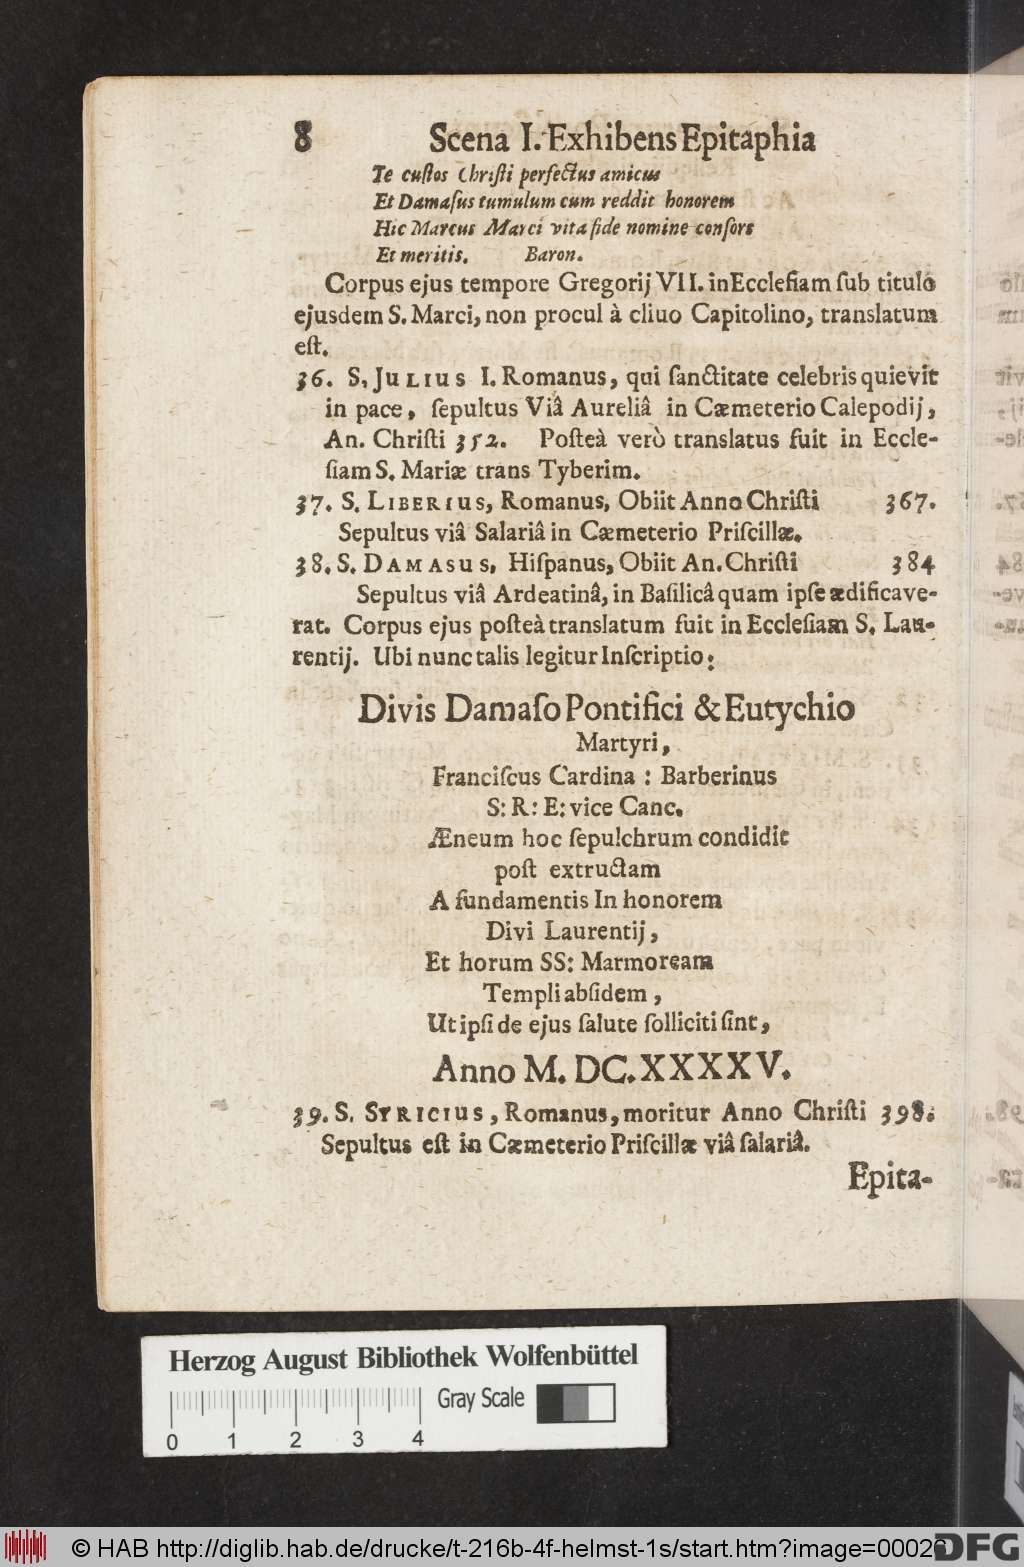 8 Scena I. Exhibens Epitaphia
Te cuſtos Chriſti perfectus amicus
Et Damaſus tumulum cum reddit honorem
Hic Marcus Marci vita fide nomine conſors
Et meritis. Baron.
Corpus ejus tempore Gregorij VII. in Eccleſiam ſub titulo
ejusdem S. Marci, non procul à cliuo Capitolino, translatum
eſt.
36. S. JULIUS I. Romanus, qui ſanctitate celebris quievit
in pace, ſepultus Viâ Aureliâ in Cæmeterio Calepodij,
An. Chriſti 352. Poſteà verò translatus fuit in Eccle-
ſiam S. Mariæ trans Tyberim.
37. S. LIBERIUS, Romanus, Obiit Anno Chriſti 367.
Sepultus viâ Salariâ in Cæmeterio Priſcillæ.
38. S. DAMASUS, Hiſpanus, Obiit An. Chriſti 384
Sepultus viâ Ardeatinâ, in Baſilicâ quam ipſe ædificave-
rat. Corpus ejus poſteà translatum fuit in Eccleſiam S. Lau-
rentij. Ubi nunc talis legitur Inſcriptio:
Divis Damaſo Pontifici & Eutychio
Martyri,
Franciſcus Cardina : Barberinus
S: R: E: vice Canc.
Æneum hoc ſepulchrum condidit
poſt extructam
A fundamentis In honorem
Divi Laurentij,
Et horum SS: Marmoream
Templi abſidem,
Ut ipſi de ejus ſalute ſolliciti ſint,
Anno M. DC. XXXXV.
39. S. SYRICIUS, Romanus, moritur Anno Chriſti 398.
Sepultus eſt in Cæmeterio Priſcillæ viâ ſalariâ.
Epita-
Herzog August Bibliothek Wolfenbüttel
Gray Scale
0 1 2 3 4
© HAB http://diglib.hab.de/drucke/t-216b-4f-helmst-1s/start.htm?image=00020
DFG